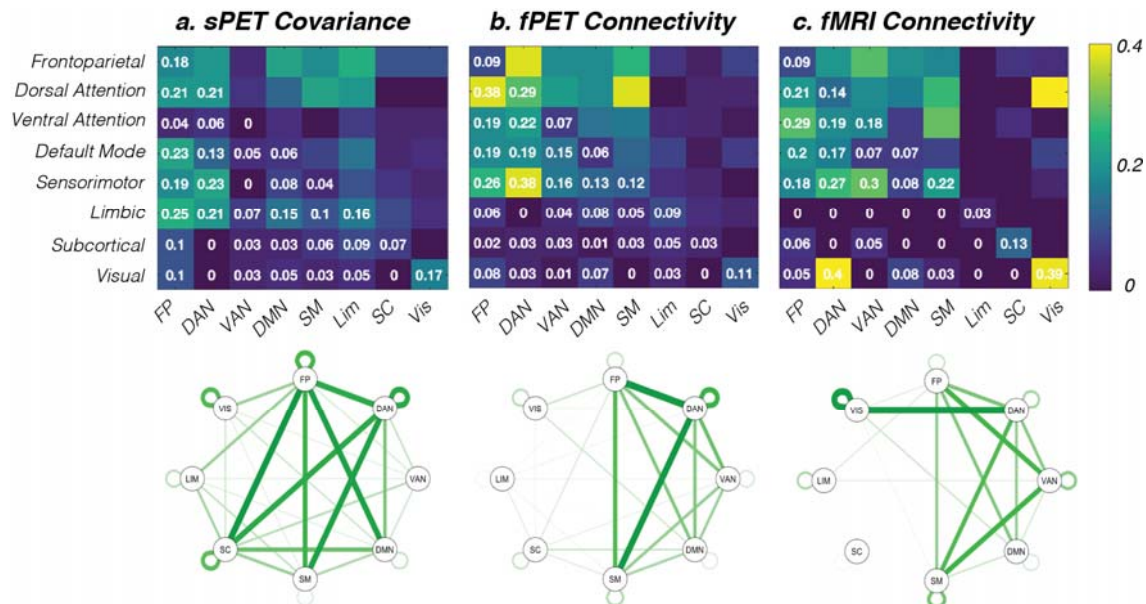 a. sPET Covariance b. fPET Connectivity c. fMRI Connectivity
Frontoparietal 0.18 0.09 0.09 0.4
Dorsal Attention 0.21 0.21 0.38 0.29 0.21 0.14
Ventral Attention 0.04 0.06 0 0.19 0.22 0.07 0.29 0.19 0.18
Default Mode 0.23 0.13 0.05 0.06 0.19 0.19 0.15 0.06 0.2 0.17 0.07 0.07 0.2
Sensorimotor 0.19 0.23 0 0.08 0.04 0.26 0.38 0.16 0.13 0.12 0.18 0.27 0.3 0.08 0.22
Limbic 0.25 0.21 0.07 0.15 0.1 0.16 0.06 0 0.04 0.08 0.05 0.09 0 0 0 0 0 0.03
Subcortical 0.1 0 0.03 0.03 0.06 0.09 0.07 0.02 0.03 0.03 0.01 0.03 0.05 0.03 0.06 0 0.05 0 0 0 0.13
Visual 0.1 0 0.03 0.05 0.03 0.05 0 0.17 0.08 0.03 0.01 0.07 0 0.03 0 0.11 0.05 0.4 0 0.08 0.03 0 0 0.39 0
FP DAN VAN DMN SM Lim SC Vis FP DAN VAN DMN SM Lim SC Vis FP DAN VAN DMN SM Lim SC Vis
FP FP FP
VIS DAN VIS DAN VIS DAN
LIM VAN LIM VAN LIM VAN
SC DMN SC DMN SC DMN
SM SM SM